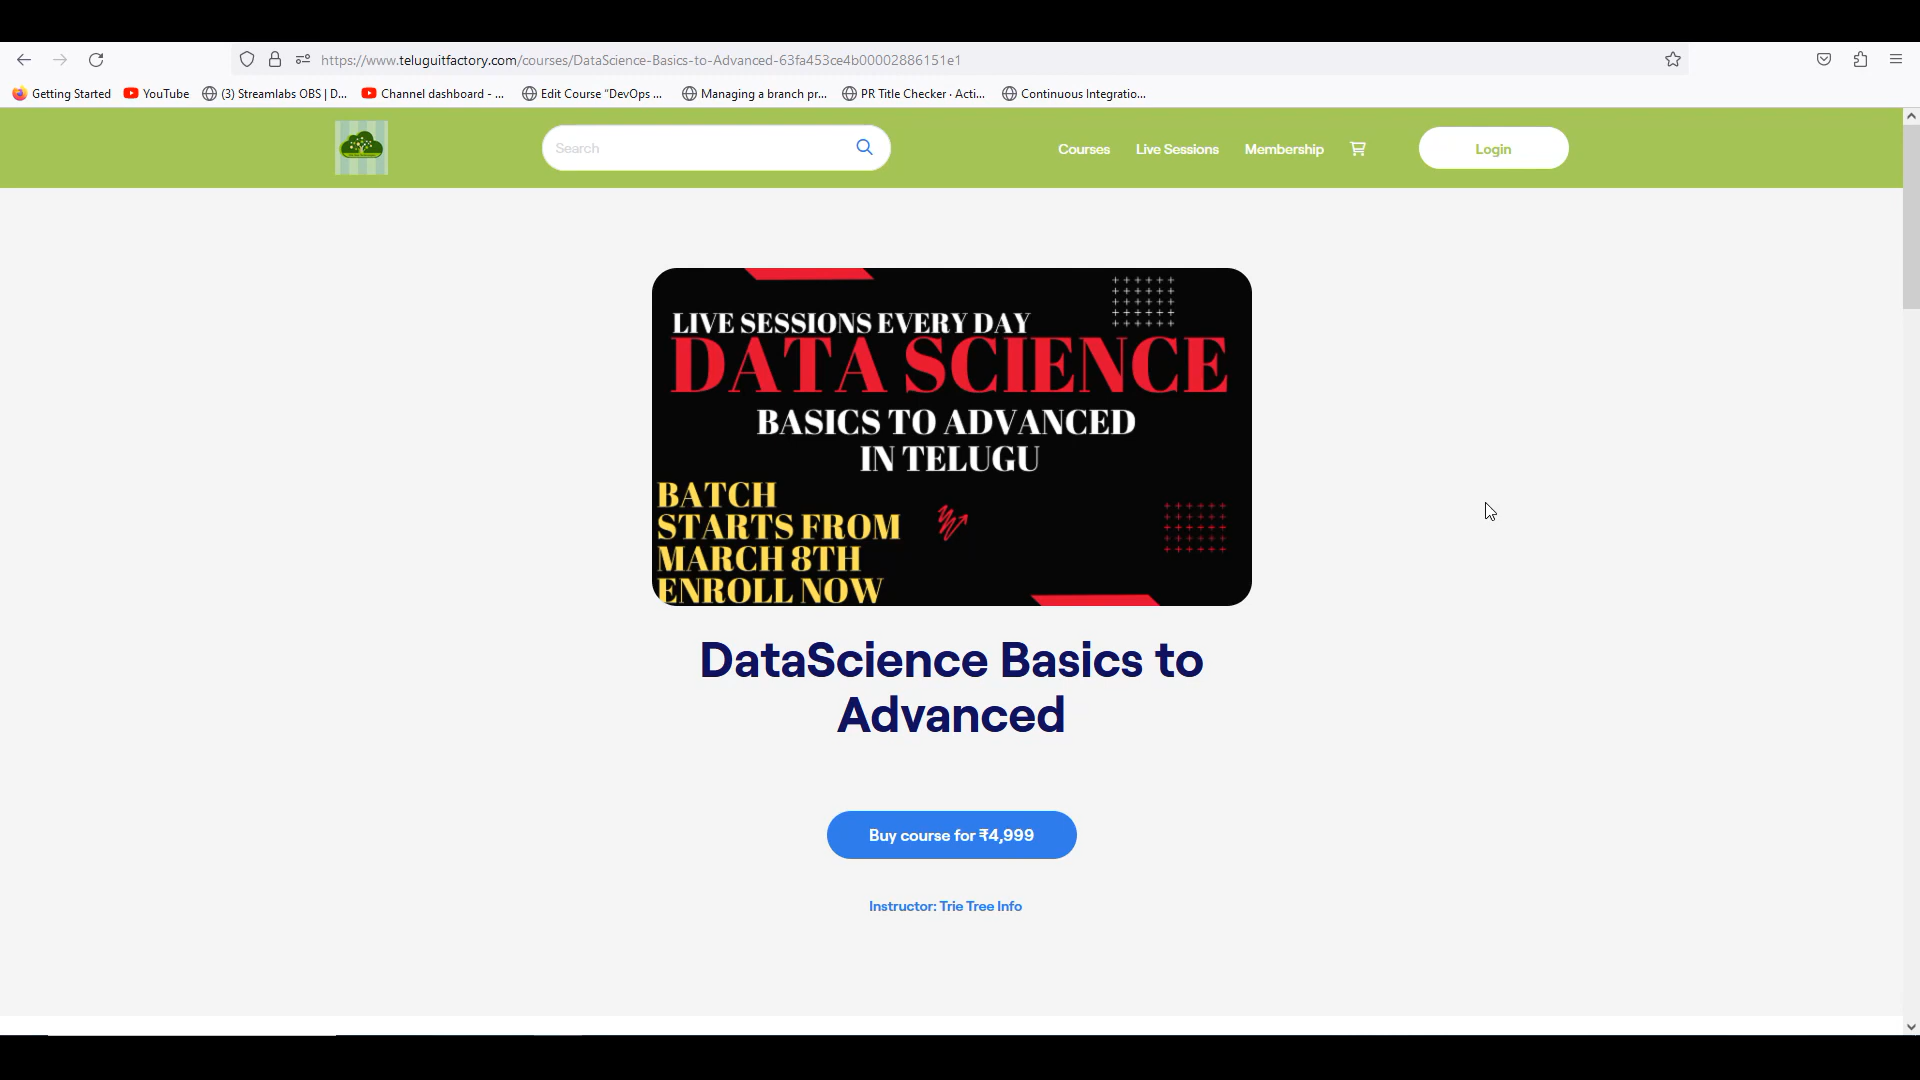 https://www.teluguitfactory.com/courses/DataScience-Basics-to-Advanced-63fa453ce4b00002886151e1
Getting Started
YouTube
(3) Streamlabs OBS | D...
Channel dashboard - ...
Edit Course "DevOps ...
Managing a branch pr...
PR Title Checker · Acti...
Continuous Integratio...
Search
Courses
Live Sessions
Membership
Login
LIVE SESSIONS EVERY DAY
DATA SCIENCE
BASICS TO ADVANCED
IN TELUGU
BATCH
STARTS FROM
MARCH 8TH
ENROLL NOW
DataScience Basics to
Advanced
Buy course for ₹4,999
Instructor: Trie Tree Info